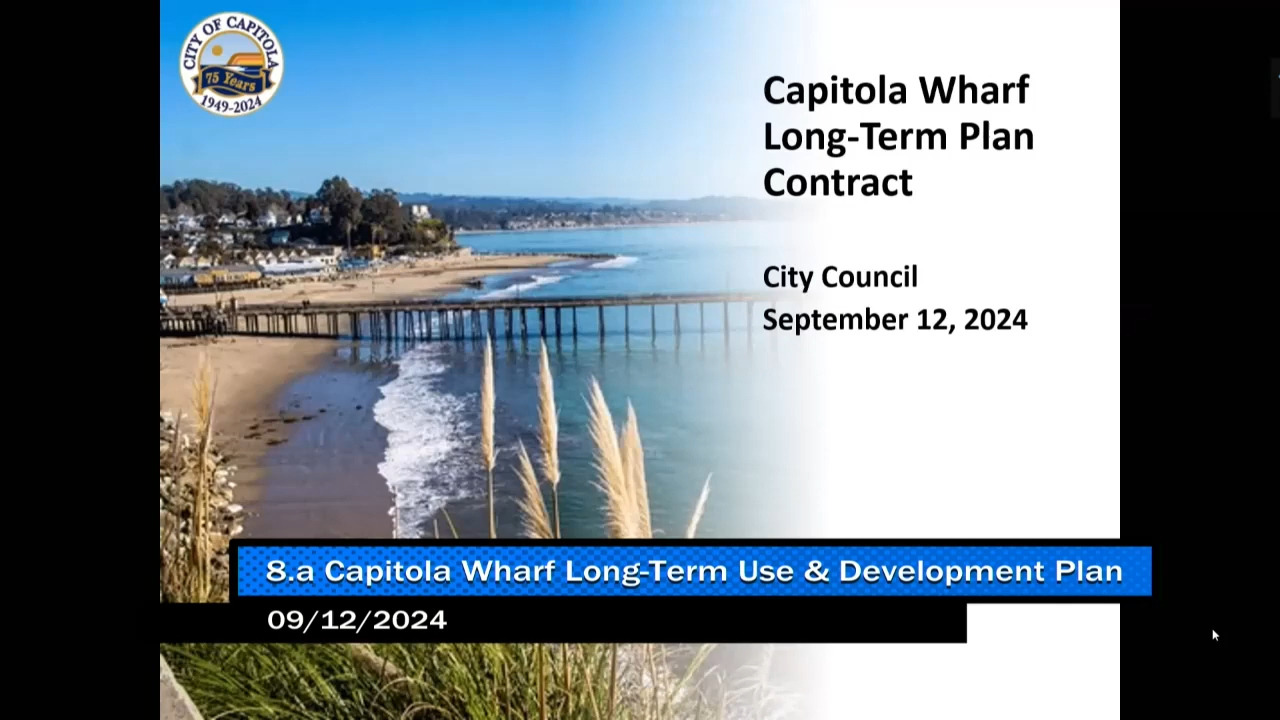 CITY OF CAPITOLA
75 Years
1949-2024
Capitola Wharf
Long-Term Plan
Contract
City Council
September 12, 2024
8.a Capitola Wharf Long-Term Use & Development Plan
09/12/2024